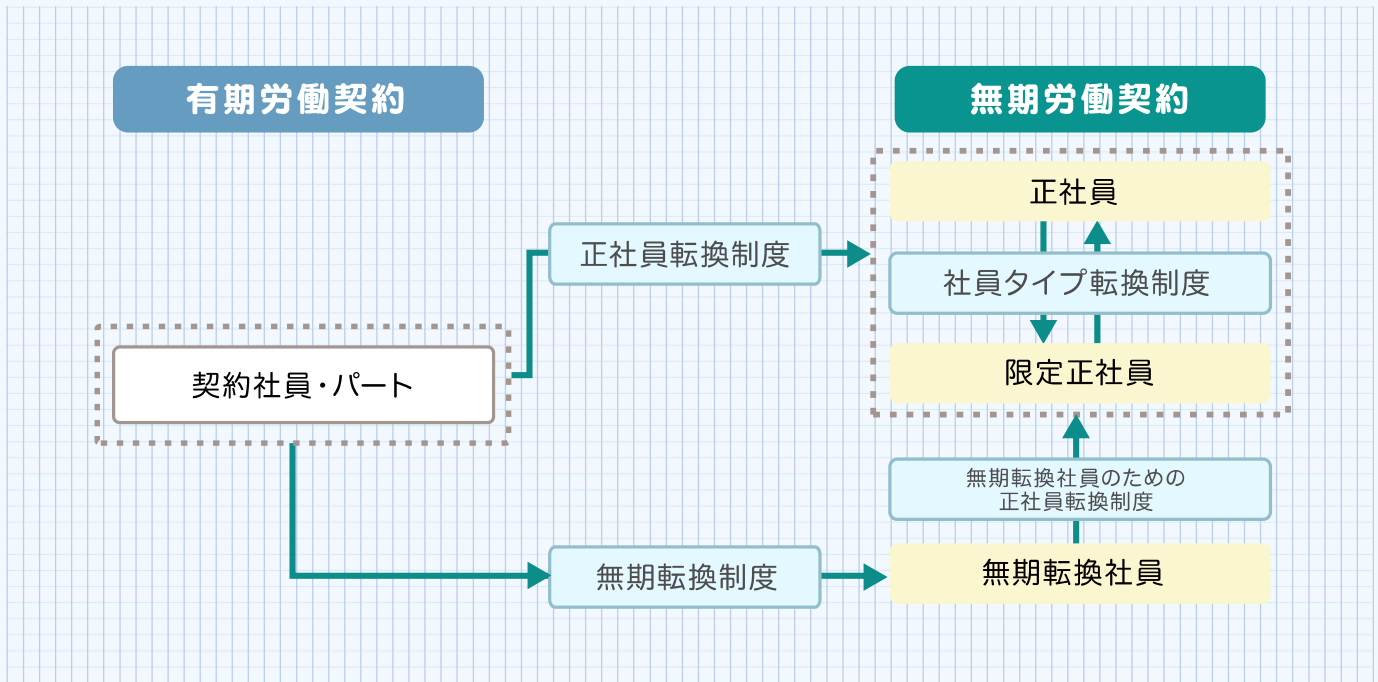 有期労働契約
無期労働契約
正社員
正社員転換制度
社員タイプ転換制度
限定正社員
契約社員・パート
無期転換社員のための
正社員転換制度
無期転換制度
無期転換社員